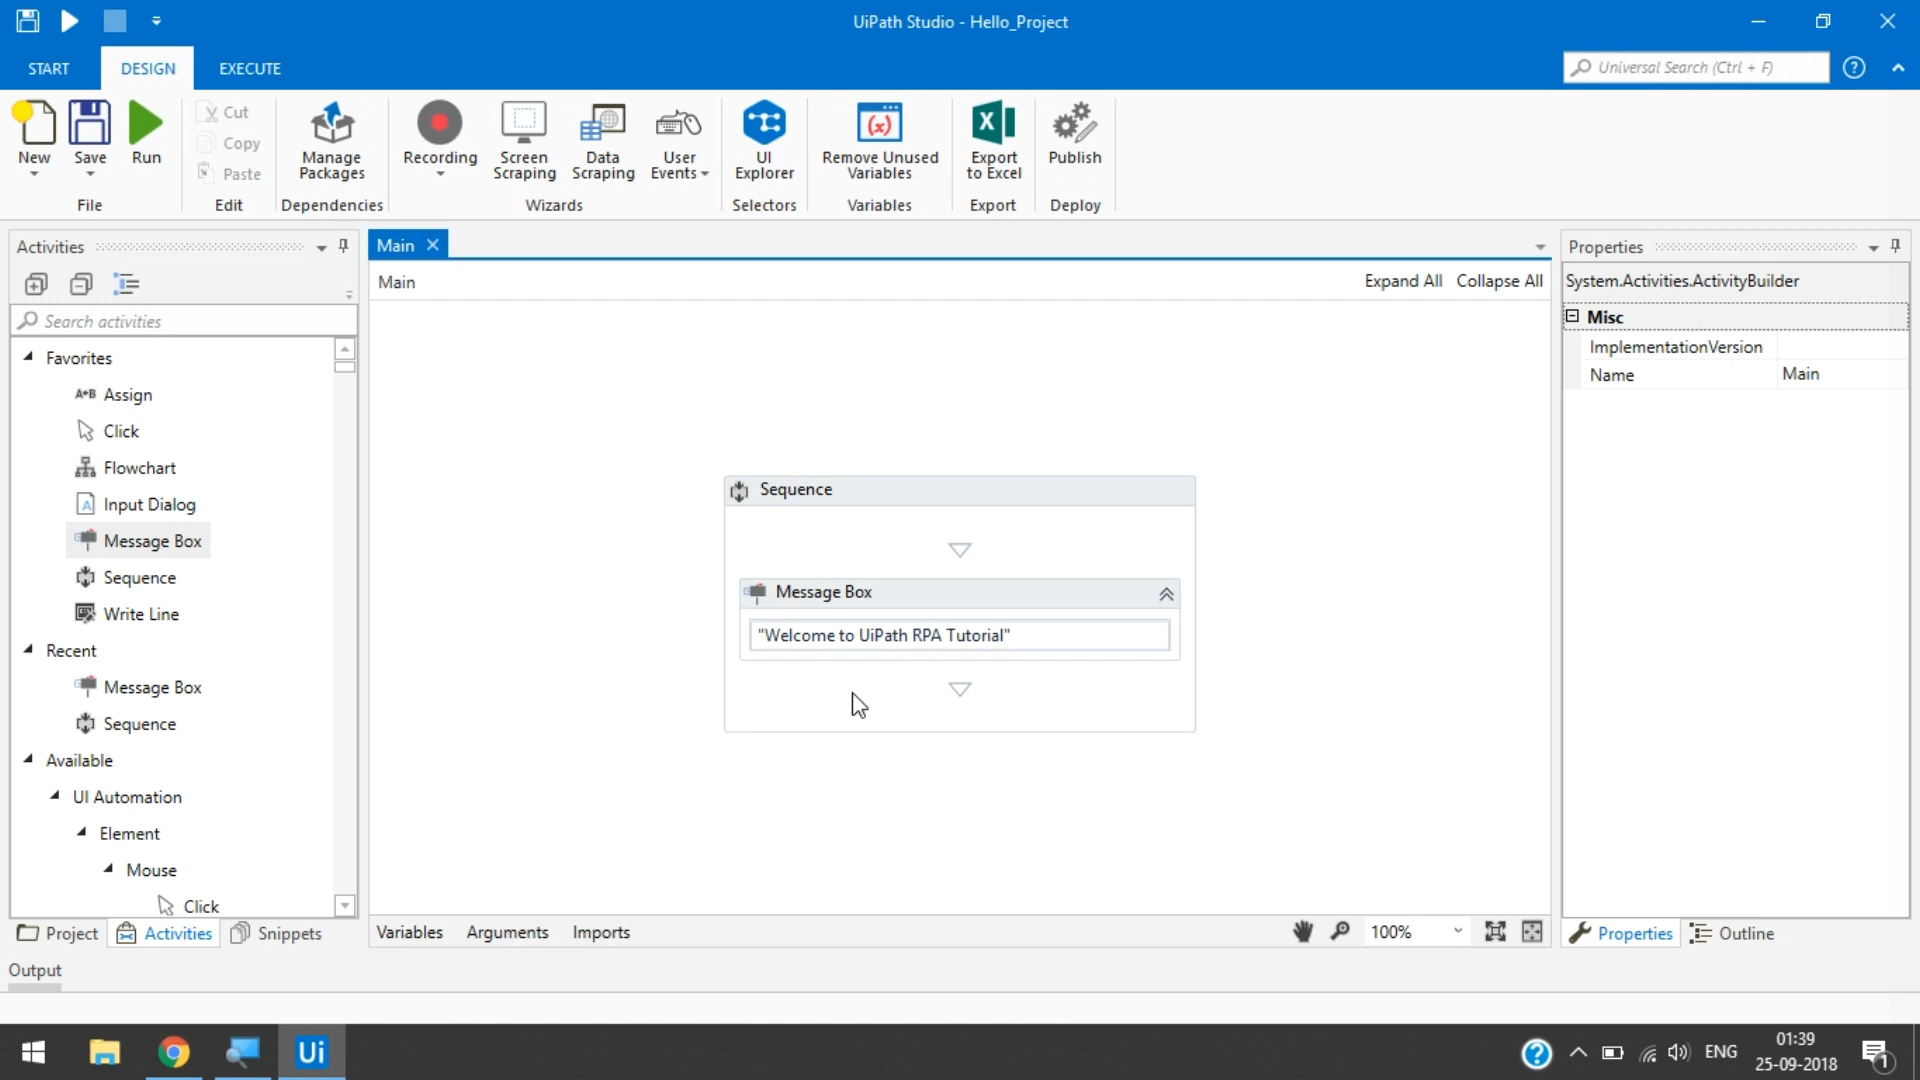 UiPath Studio - Hello_Project
START DESIGN EXECUTE
Universal Search (Ctrl + F)
New Save Run
Cut
Copy
Paste
Manage Packages
Recording
Screen Scraping
Data Scraping
User Events
UI Explorer
Remove Unused Variables
Export to Excel
Publish
File Edit Dependencies Wizards Selectors Variables Export Deploy
Activities
Search activities
Favorites
A+B Assign
Click
Flowchart
A Input Dialog
Message Box
Sequence
Write Line
Recent
Message Box
Sequence
Available
UI Automation
Element
Mouse
Click
Project Activities Snippets
Main
Main Expand All Collapse All
Sequence
Message Box
"Welcome to UiPath RPA Tutorial"
Variables Arguments Imports 100%
Properties
System.Activities.ActivityBuilder
Misc
ImplementationVersion
Name Main
Properties Outline
Output
Ui
ENG
01:39
25-09-2018
1